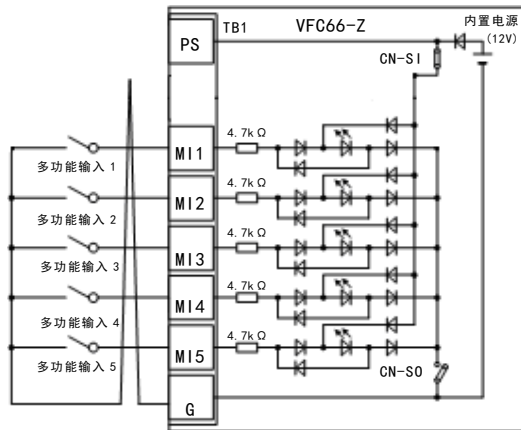 PS
TB1
VFC66-Z
内置电源
(12V)
CN-SI
MI1
4.7kΩ
多功能输入 1
MI2
4.7kΩ
多功能输入 2
MI3
4.7kΩ
多功能输入 3
MI4
4.7kΩ
多功能输入 4
MI5
4.7kΩ
多功能输入 5
CN-SO
G